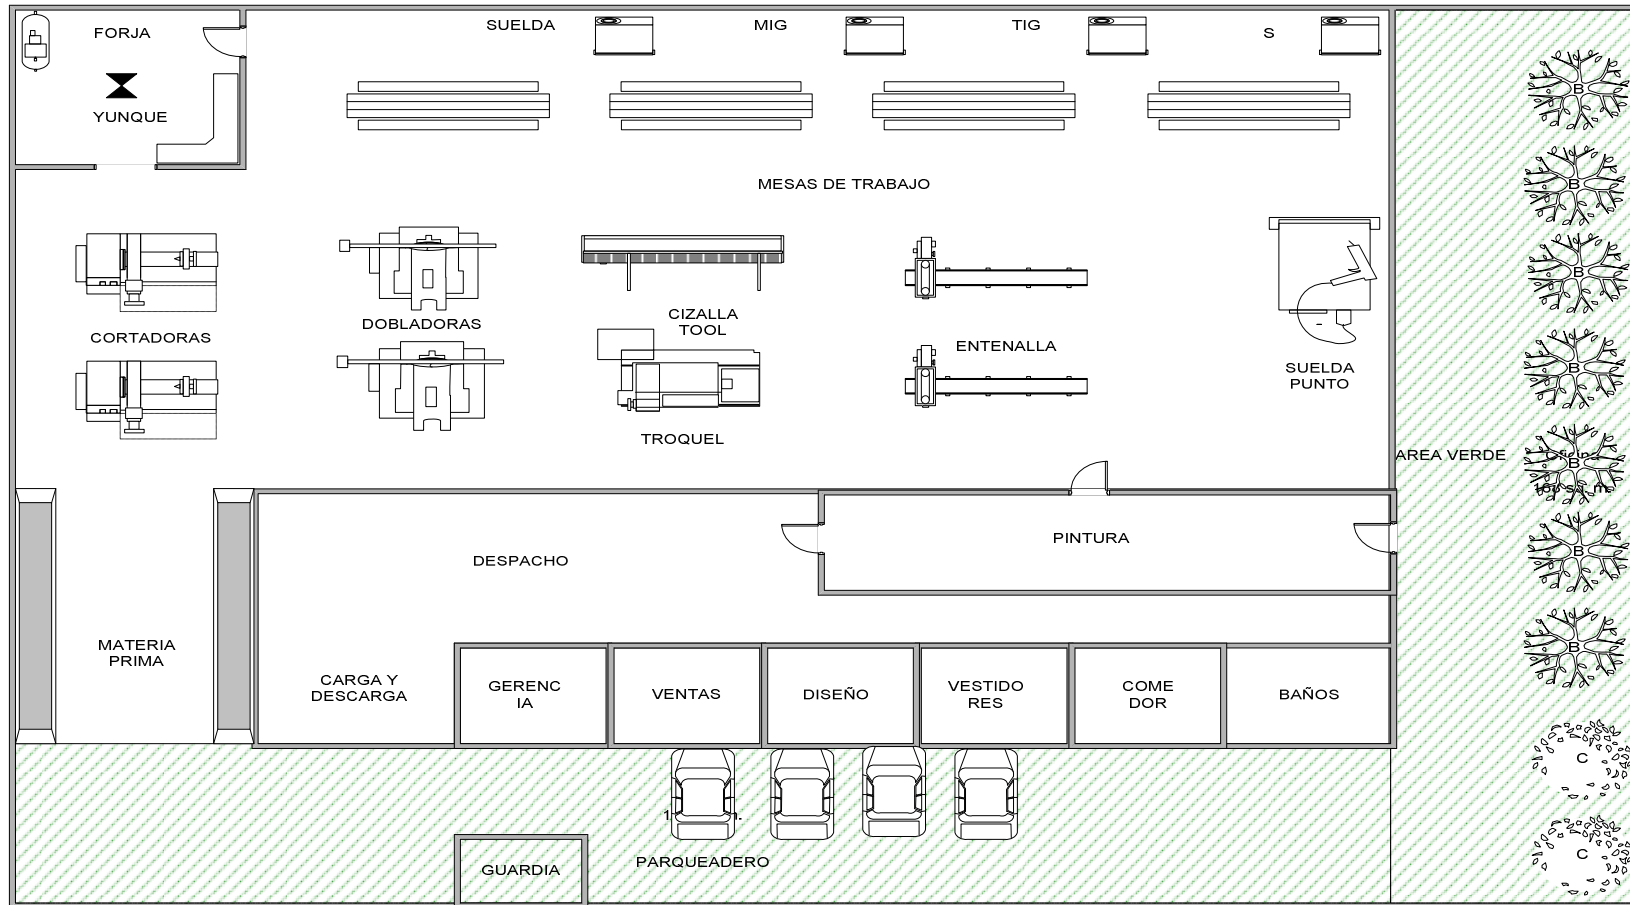 FORJA
SUELDA
MIG
TIG
S
YUNQUE
MESAS DE TRABAJO
CORTADORAS
DOBLADORAS
CIZALLA
TOOL
ENTENALLA
SUELDA
PUNTO
TROQUEL
AREA VERDE
PINTURA
DESPACHO
MATERIA
PRIMA
CARGA Y
DESCARGA
GERENC
IA
VENTAS
DISEÑO
VESTIDO
RES
COME
DOR
BAÑOS
PARQUEADERO
GUARDIA
B
B
B
B
B
B
B
C
C